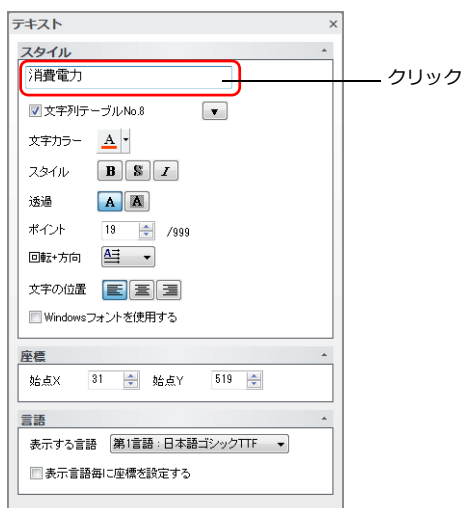 テキスト ×
スタイル
消費電力
クリック
文字列テーブルNo.8
文字カラー A
スタイル B S I
透過 A A
ポイント 19 /999
回転+方向 A
文字の位置
Windowsフォントを使用する
座標
始点X 31 始点Y 519
言語
表示する言語 第1言語:日本語ゴシックTTF
表示言語毎に座標を設定する